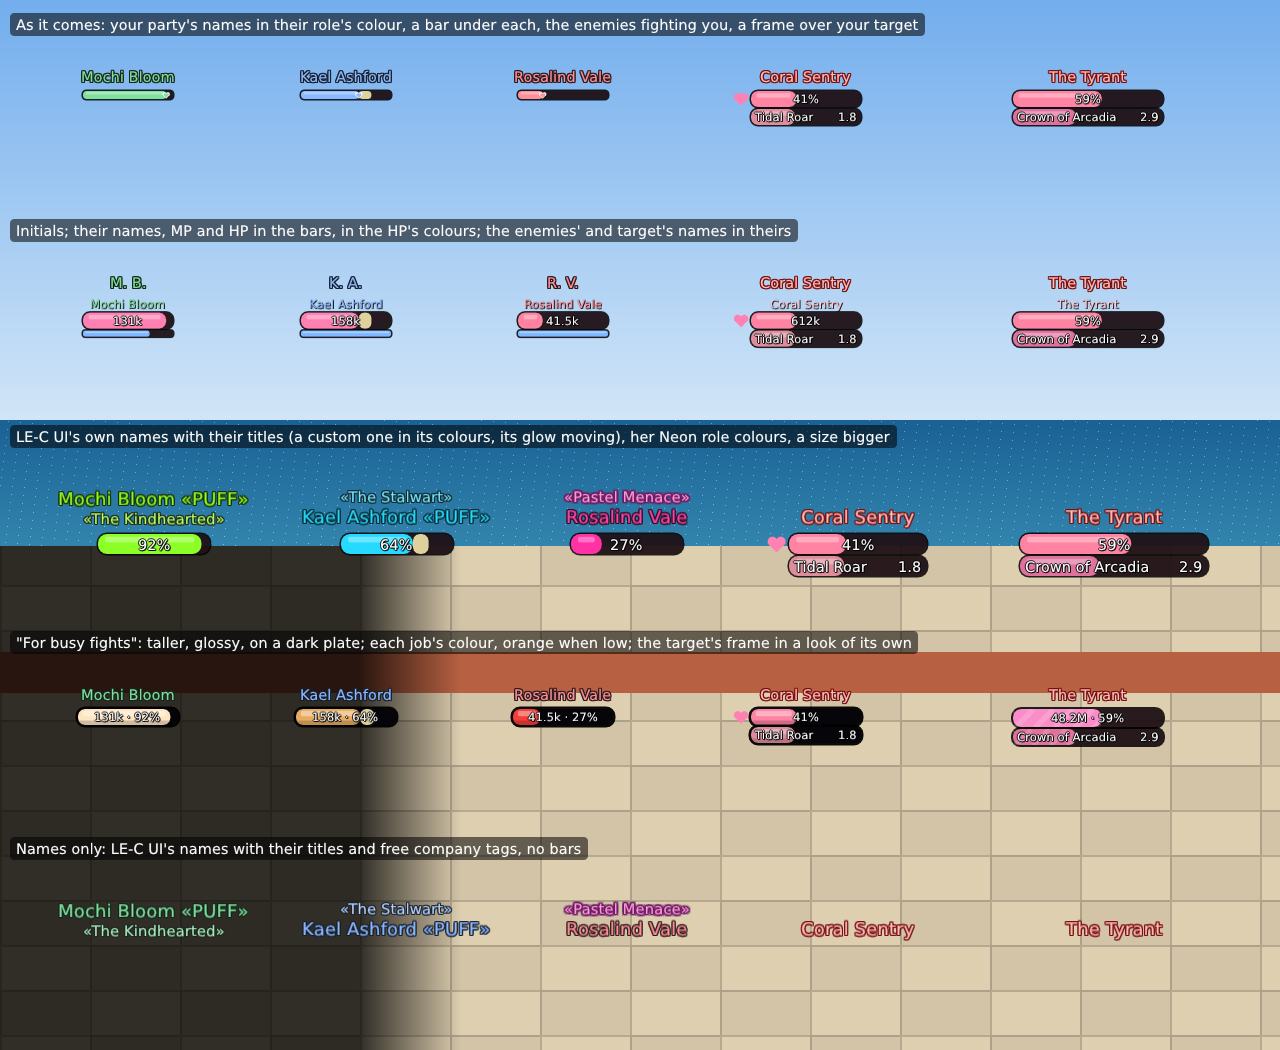 As it comes: your party's names in their role's colour, a bar under each, the enemies fighting you, a frame over your target
Mochi Bloom Kael Ashford Rosalind Vale Coral Sentry The Tyrant
41% 59%
Tidal Roar 1.8 Crown of Arcadia 2.9
Initials; their names, MP and HP in the bars, in the HP's colours; the enemies' and target's names in theirs
M. B. K. A. R. V. Coral Sentry The Tyrant
Mochi Bloom Kael Ashford Rosalind Vale Coral Sentry The Tyrant
131k 158k 41.5k 612k 59%
Tidal Roar 1.8 Crown of Arcadia 2.9
LE-C UI's own names with their titles (a custom one in its colours, its glow moving), her Neon role colours, a size bigger
Mochi Bloom «PUFF» «The Stalwart» «Pastel Menace»
«The Kindhearted» Kael Ashford «PUFF» Rosalind Vale Coral Sentry The Tyrant
92% 64% 27% 41% 59%
Tidal Roar 1.8 Crown of Arcadia 2.9
"For busy fights": taller, glossy, on a dark plate; each job's colour, orange when low; the target's frame in a look of its own
Mochi Bloom Kael Ashford Rosalind Vale Coral Sentry The Tyrant
131k · 92% 158k · 64% 41.5k · 27% 41% 48.2M · 59%
Tidal Roar 1.8 Crown of Arcadia 2.9
Names only: LE-C UI's names with their titles and free company tags, no bars
Mochi Bloom «PUFF» «The Stalwart» «Pastel Menace»
«The Kindhearted» Kael Ashford «PUFF» Rosalind Vale Coral Sentry The Tyrant